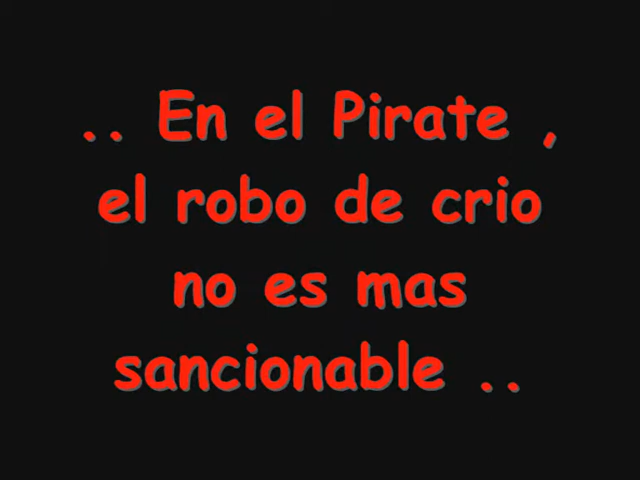 .. En el Pirate ,
el robo de crio
no es mas
sancionable ..